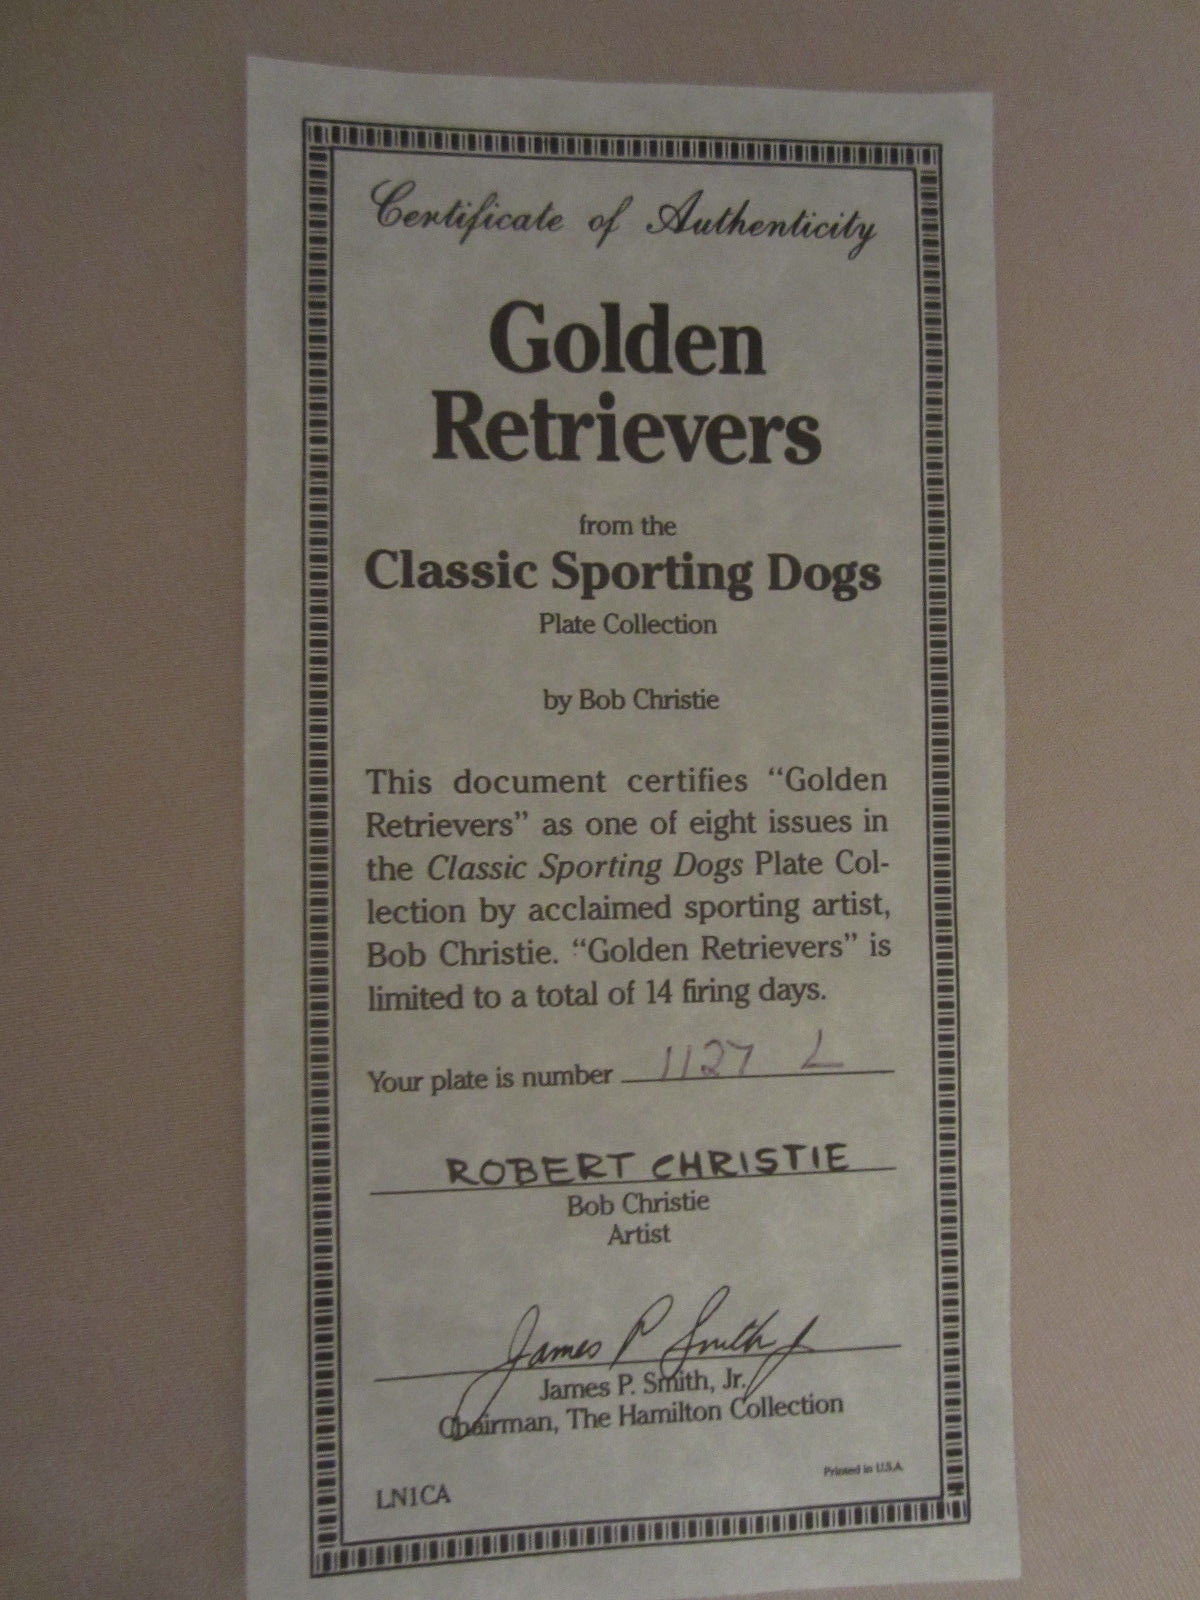 Certificate of Authenticity
Golden
Retrievers
from the
Classic Sporting Dogs
Plate Collection
by Bob Christie
This document certifies “Golden
Retrievers” as one of eight issues in
the Classic Sporting Dogs Plate Col-
lection by acclaimed sporting artist,
Bob Christie. “Golden Retrievers” is
limited to a total of 14 firing days.
Your plate is number 1127 L
ROBERT CHRISTIE
Bob Christie
Artist
James P Smith Jr
James P. Smith, Jr.
Chairman, The Hamilton Collection
Printed in U.S.A.
LN1CA